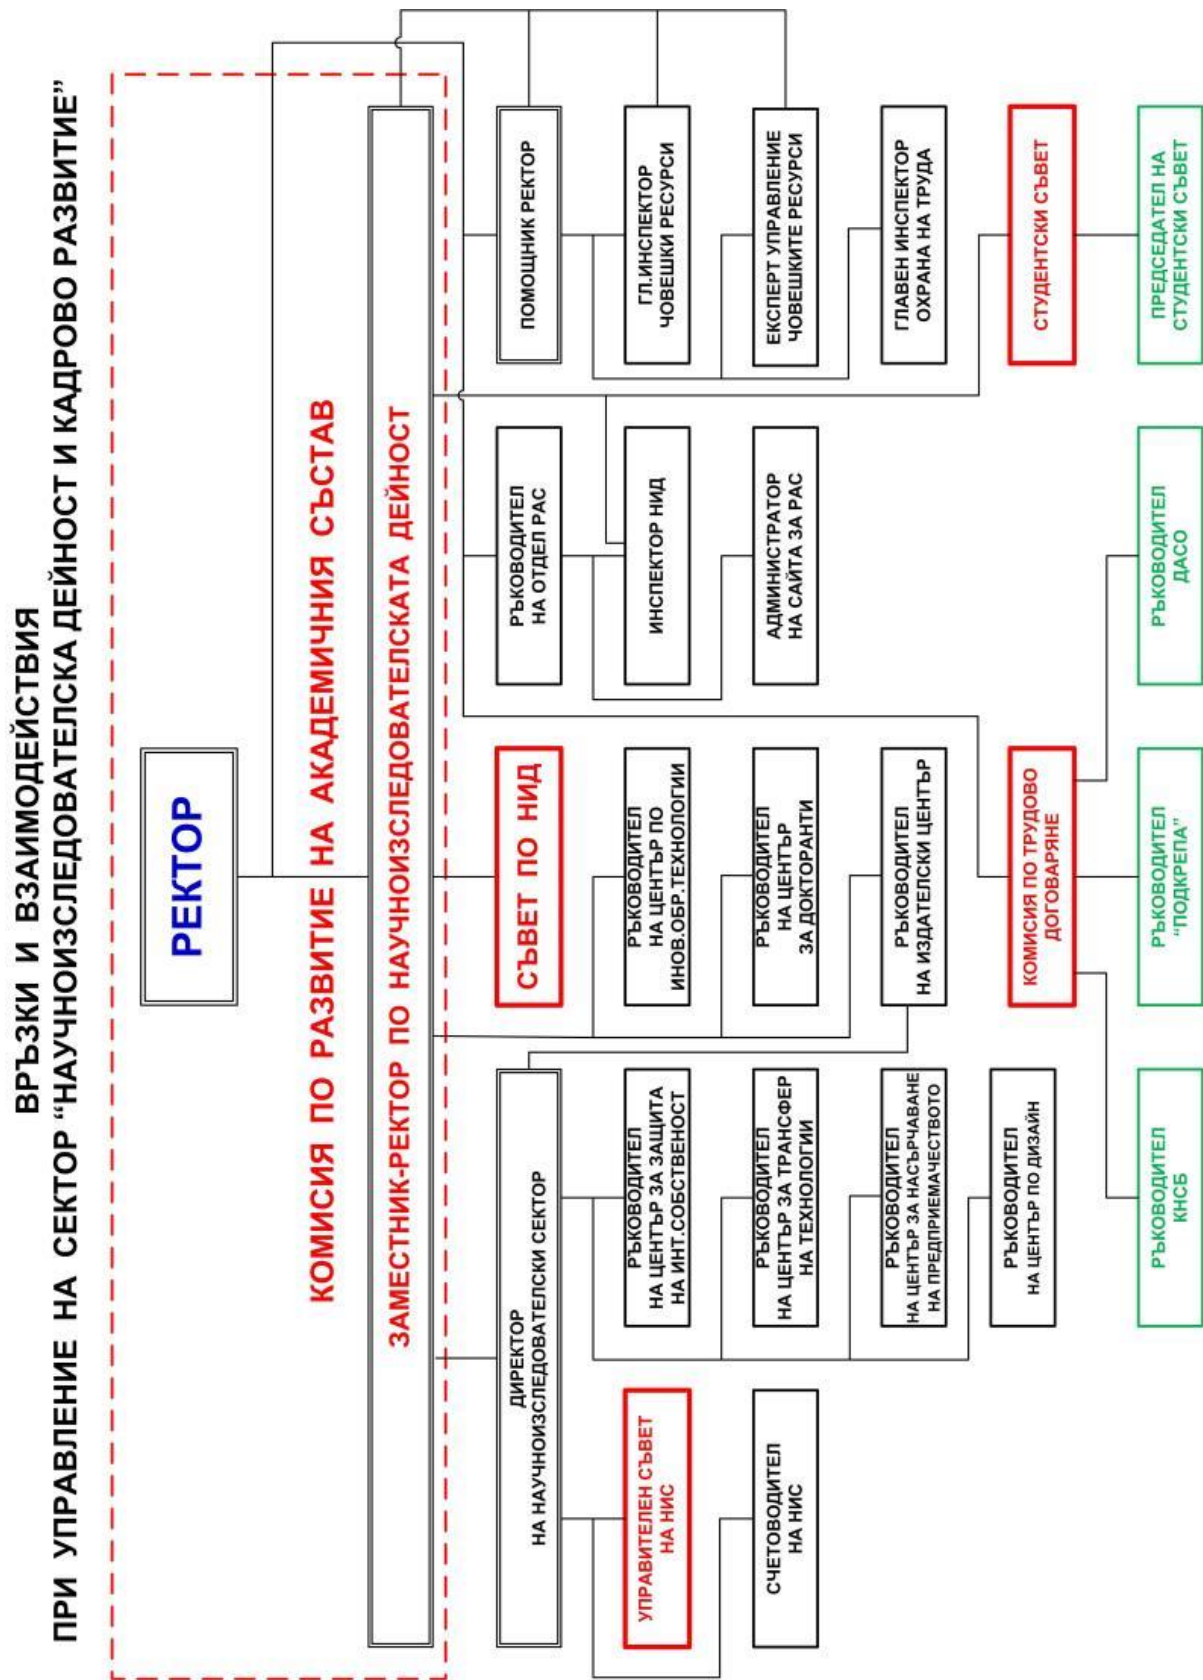 ВРЪЗКИ И ВЗАИМОДЕЙСТВИЯ
ПРИ УПРАВЛЕНИЕ НА СЕКТОР “НАУЧНОИЗСЛЕДОВАТЕЛСКА ДЕЙНОСТ И КАДРОВО РАЗВИТИЕ”
РЕКТОР
КОМИСИЯ ПО РАЗВИТИЕ НА АКАДЕМИЧНИЯ СЪСТАВ
ЗАМЕСТНИК-РЕКТОР ПО НАУЧНОИЗСЛЕДОВАТЕЛСКАТА ДЕЙНОСТ
ДИРЕКТОР
НА НАУЧНОИЗСЛЕДОВАТЕЛСКИ СЕКТОР
СЪВЕТ ПО НИД
РЪКОВОДИТЕЛ
НА ОТДЕЛ РАС
ПОМОЩНИК РЕКТОР
УПРАВИТЕЛЕН СЪВЕТ
НА НИС
РЪКОВОДИТЕЛ
НА ЦЕНТЪР ЗА ЗАЩИТА
НА ИНТ.СОБСТВЕНОСТ
РЪКОВОДИТЕЛ
НА ЦЕНТЪР ПО
ИНОВ.ОБР.ТЕХНОЛОГИИ
ИНСПЕКТОР НИД
ГЛ.ИНСПЕКТОР
ЧОВЕШКИ РЕСУРСИ
СЧЕТОВОДИТЕЛ
НА НИС
РЪКОВОДИТЕЛ
НА ЦЕНТЪР ЗА ТРАНСФЕР
НА ТЕХНОЛОГИИ
РЪКОВОДИТЕЛ
НА ЦЕНТЪР
ЗА ДОКТОРАНТИ
АДМИНИСТРАТОР
НА САЙТА ЗА РАС
ЕКСПЕРТ УПРАВЛЕНИЕ
ЧОВЕШКИТЕ РЕСУРСИ
РЪКОВОДИТЕЛ
НА ЦЕНТЪР ЗА НАСЪРЧАВАНЕ
НА ПРЕДПРИЕМАЧЕСТВОТО
РЪКОВОДИТЕЛ
НА ИЗДАТЕЛСКИ ЦЕНТЪР
ГЛАВЕН ИНСПЕКТОР
ОХРАНА НА ТРУДА
РЪКОВОДИТЕЛ
НА ЦЕНТЪР ПО ДИЗАЙН
КОМИСИЯ ПО ТРУДОВО
ДОГОВАРЯНЕ
СТУДЕНТСКИ СЪВЕТ
РЪКОВОДИТЕЛ
КНСБ
РЪКОВОДИТЕЛ
“ПОДКРЕПА”
РЪКОВОДИТЕЛ
ДАСО
ПРЕДСЕДАТЕЛ НА
СТУДЕНТСКИ СЪВЕТ